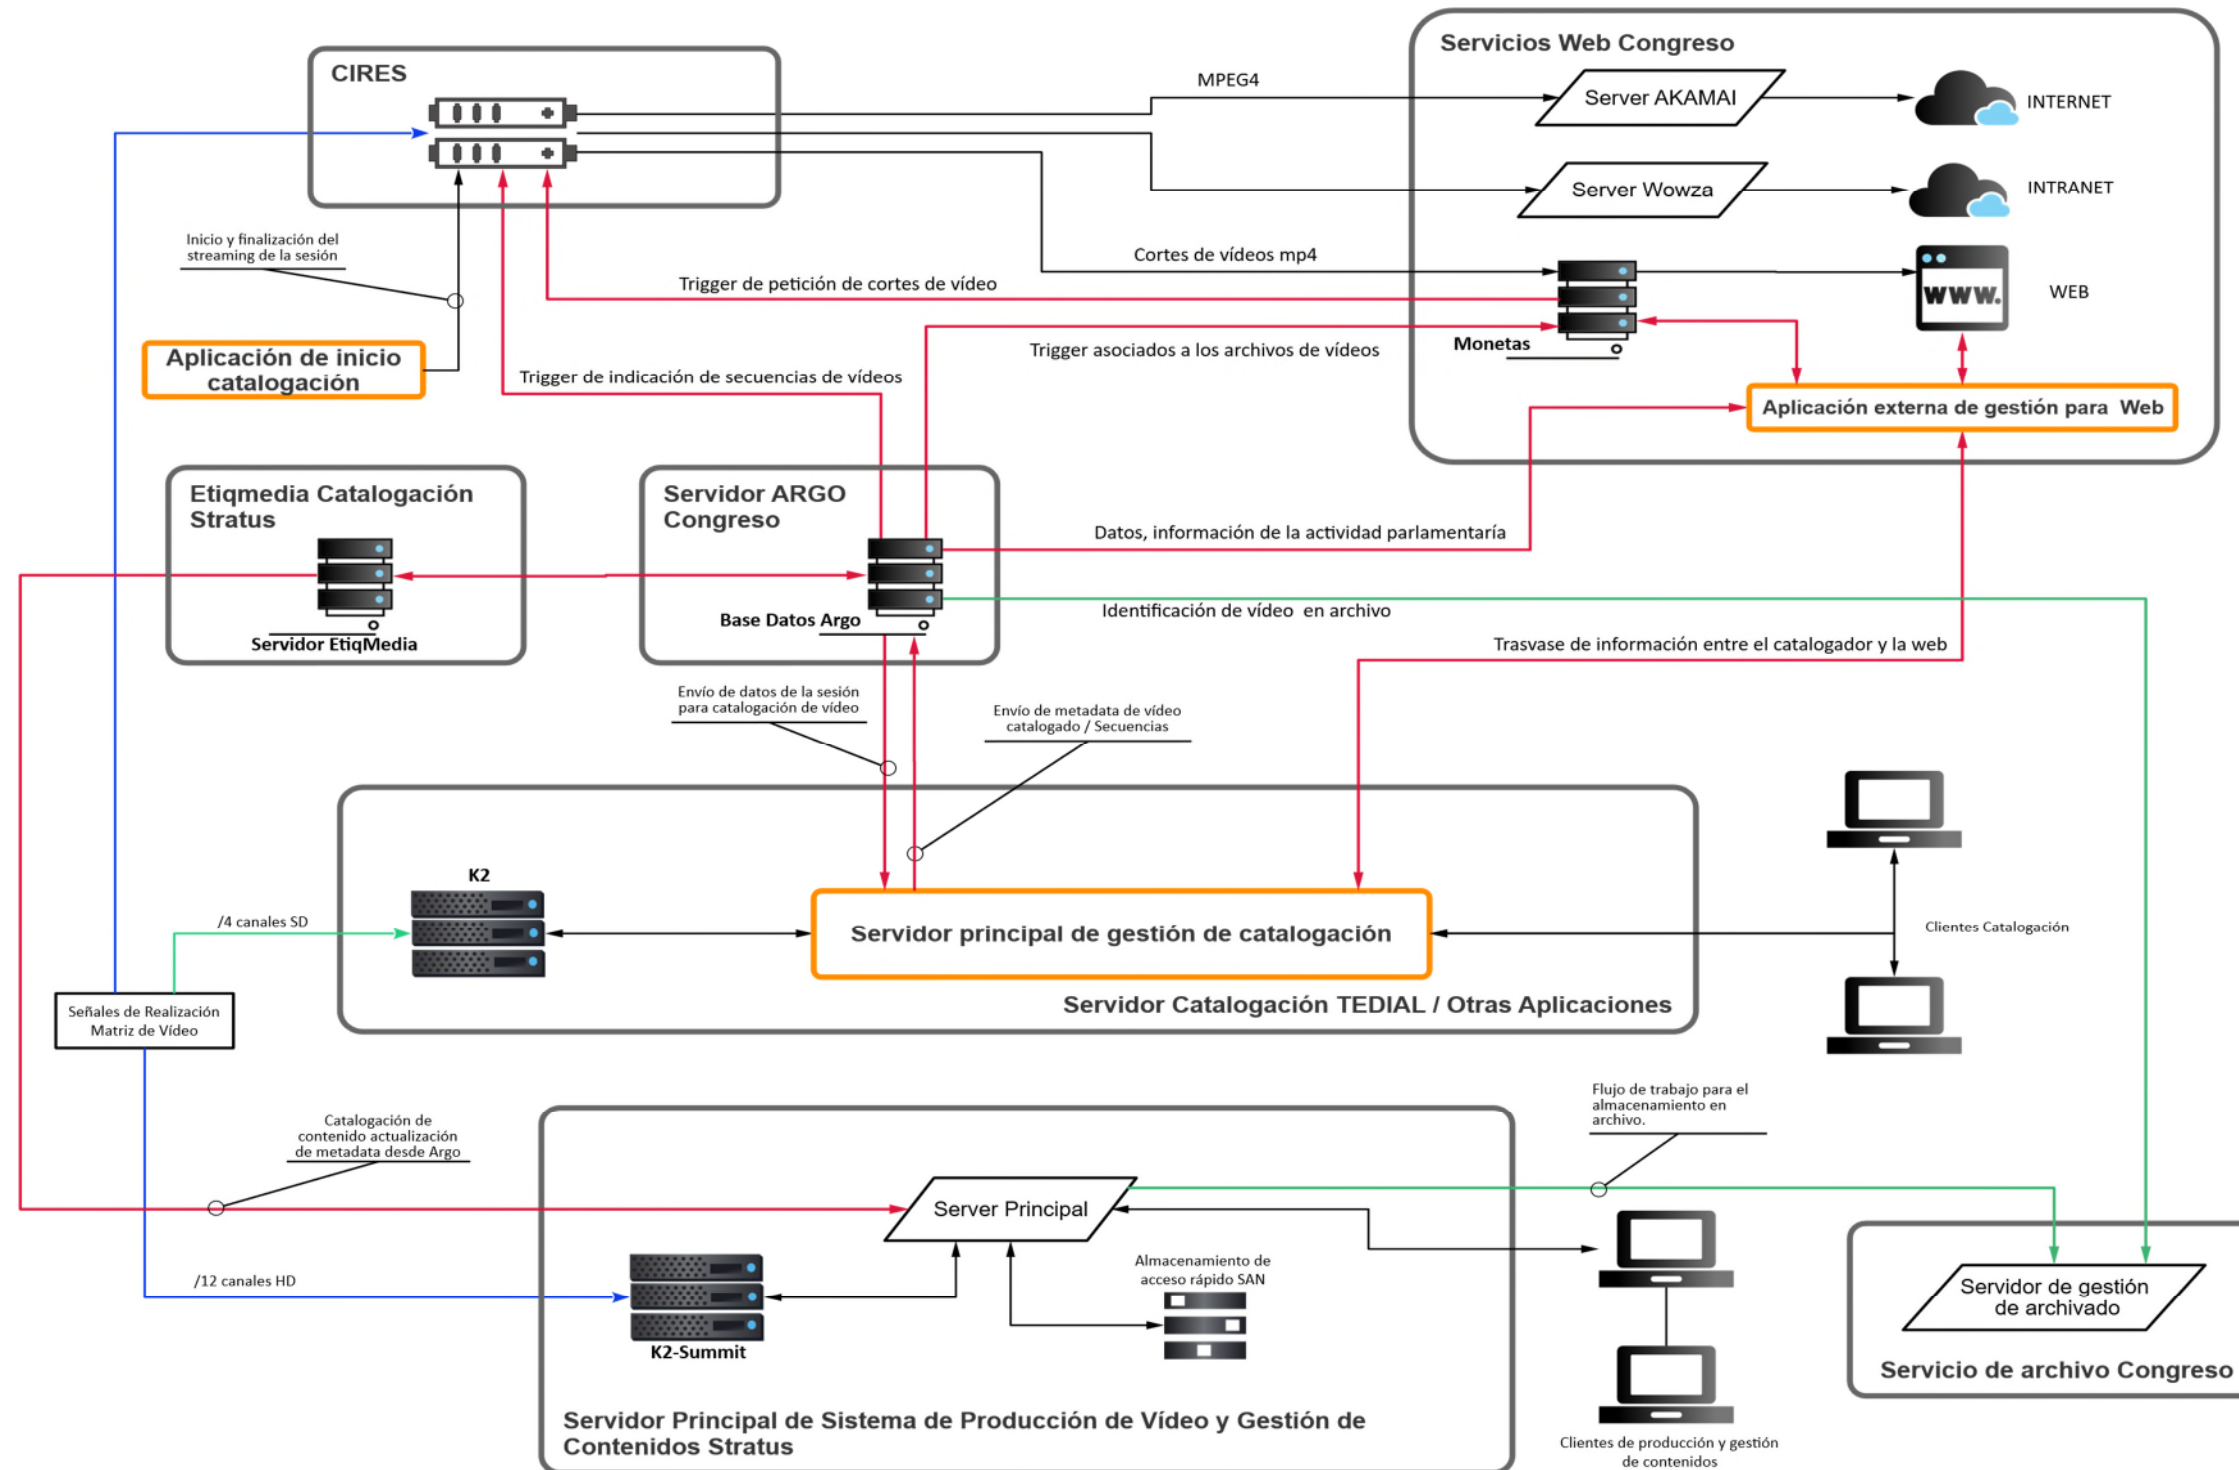 CIRES
Servicios Web Congreso
MPEG4
Server AKAMAI
INTERNET
Server Wowza
INTRANET
Inicio y finalización del
streaming de la sesión
Cortes de vídeos mp4
Trigger de petición de cortes de vídeo
www.
WEB
Monetas
Trigger asociados a los archivos de vídeos
Aplicación de inicio
catalogación
Trigger de indicación de secuencias de vídeos
Aplicación externa de gestión para Web
Etiqmedia Catalogación
Stratus
Servidor EtiqMedia
Servidor ARGO
Congreso
Base Datos Argo
Datos, información de la actividad parlamentaría
Identificación de vídeo en archivo
Trasvase de información entre el catalogador y la web
Envío de datos de la sesión
para catalogación de vídeo
Envío de metadata de vídeo
catalogado / Secuencias
K2
/4 canales SD
Servidor principal de gestión de catalogación
Clientes Catalogación
Servidor Catalogación TEDIAL / Otras Aplicaciones
Señales de Realización
Matriz de Vídeo
Catalogación de
contenido actualización
de metadata desde Argo
Flujo de trabajo para el
almacenamiento en
archivo.
Server Principal
/12 canales HD
Almacenamiento de
acceso rápido SAN
K2-Summit
Servidor Principal de Sistema de Producción de Vídeo y Gestión de
Contenidos Stratus
Clientes de producción y gestión
de contenidos
Servidor de gestión
de archivado
Servicio de archivo Congreso